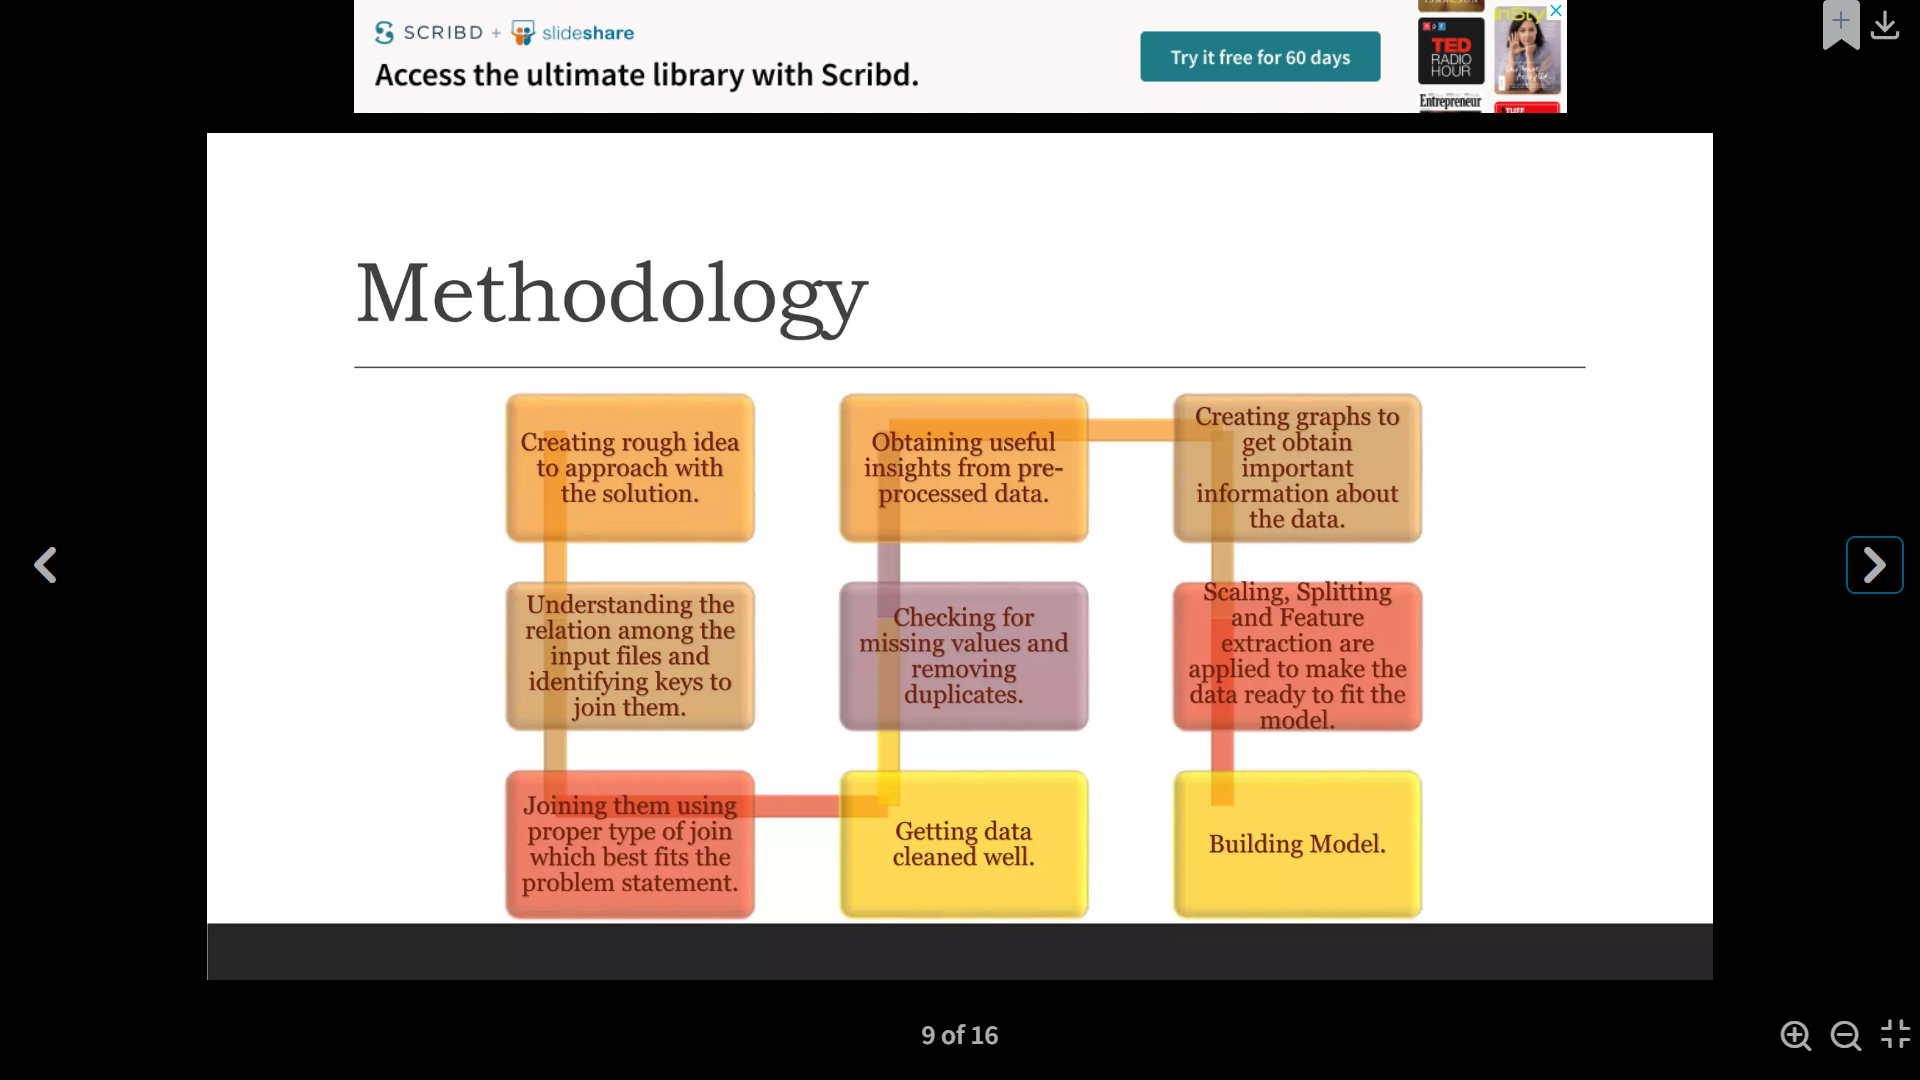 SCRIBD + slideshare
Access the ultimate library with Scribd.
Try it free for 60 days
TED
RADIO
HOUR
InStyl
Entrepreneur
Methodology
Creating rough idea
to approach with
the solution.
Understanding the
relation among the
input files and
identifying keys to
join them.
Joining them using
proper type of join
which best fits the
problem statement.
Obtaining useful
insights from pre-
processed data.
Checking for
missing values and
removing
duplicates.
Getting data
cleaned well.
Creating graphs to
get obtain
important
information about
the data.
Scaling, Splitting
and Feature
extraction are
applied to make the
data ready to fit the
model.
Building Model.
9 of 16